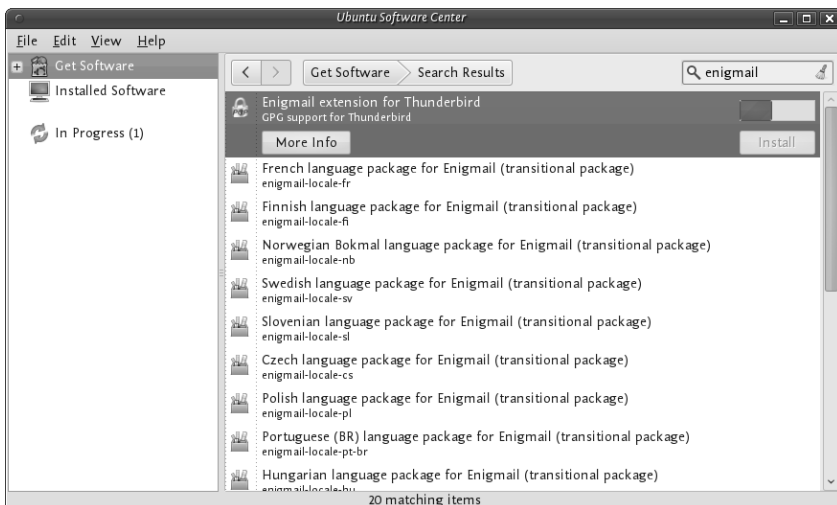 Ubuntu Software Center
File Edit View Help
Get Software
Installed Software
In Progress (1)
Get Software Search Results
enigmail
Enigmail extension for Thunderbird
GPG support for Thunderbird
More Info
Install
French language package for Enigmail (transitional package)
enigmail-locale-fr
Finnish language package for Enigmail (transitional package)
enigmail-locale-fi
Norwegian Bokmal language package for Enigmail (transitional package)
enigmail-locale-nb
Swedish language package for Enigmail (transitional package)
enigmail-locale-sv
Slovenian language package for Enigmail (transitional package)
enigmail-locale-sl
Czech language package for Enigmail (transitional package)
enigmail-locale-cs
Polish language package for Enigmail (transitional package)
enigmail-locale-pl
Portuguese (BR) language package for Enigmail (transitional package)
enigmail-locale-pt-br
Hungarian language package for Enigmail (transitional package)
enigmail-locale-hu
20 matching items